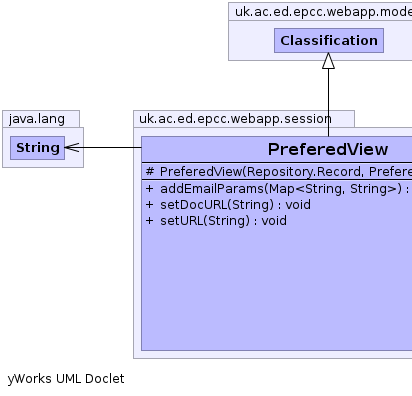 uk.ac.ed.epcc.webapp.mode
Classification
java.lang
String
uk.ac.ed.epcc.webapp.session
PreferedView
# PreferedView(Repository.Record, Prefere
+ addEmailParams(Map<String, String>) :
+ setDocURL(String) : void
+ setURL(String) : void
yWorks UML Doclet